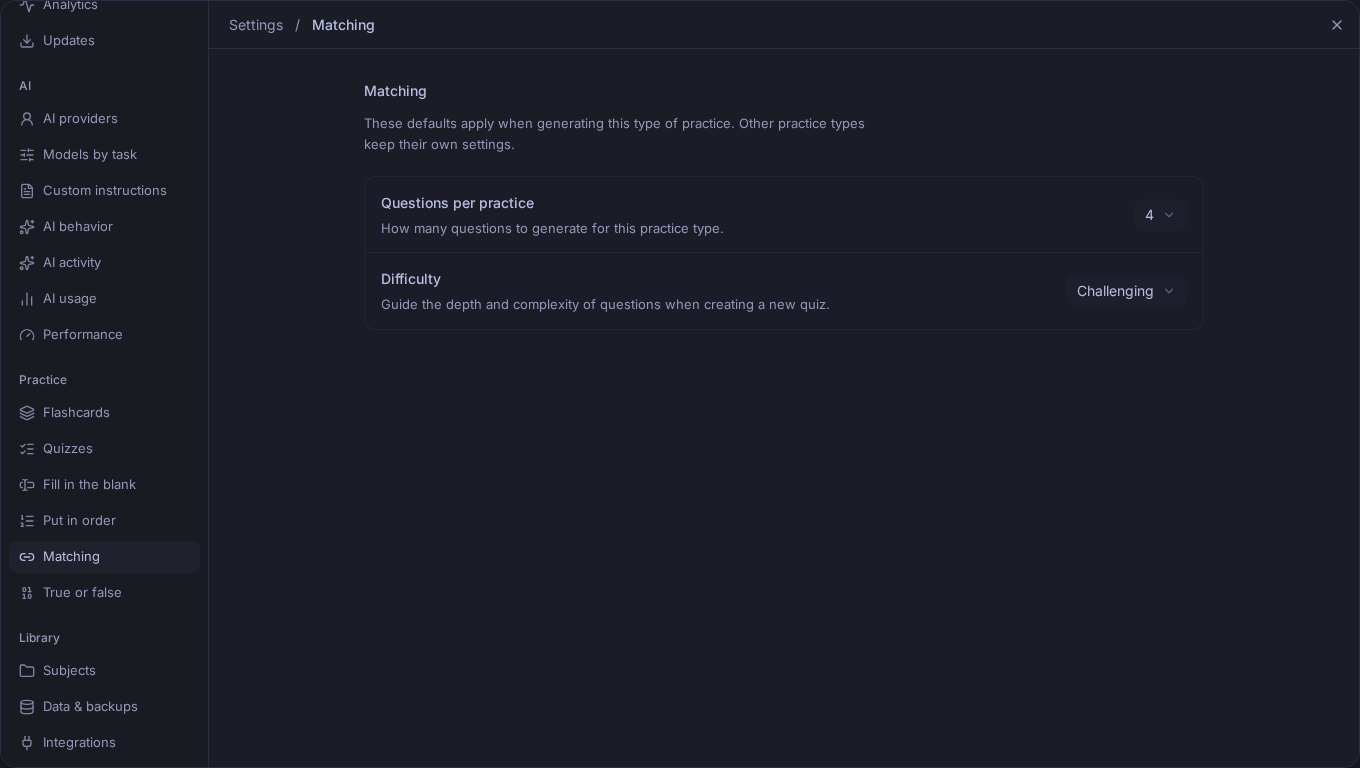 Analytics
Updates
AI
AI providers
Models by task
Custom instructions
AI behavior
AI activity
AI usage
Performance
Practice
Flashcards
Quizzes
Fill in the blank
Put in order
Matching
True or false
Library
Subjects
Data & backups
Integrations
Settings / Matching
Matching
These defaults apply when generating this type of practice. Other practice types
keep their own settings.
Questions per practice
How many questions to generate for this practice type.
4
Difficulty
Guide the depth and complexity of questions when creating a new quiz.
Challenging